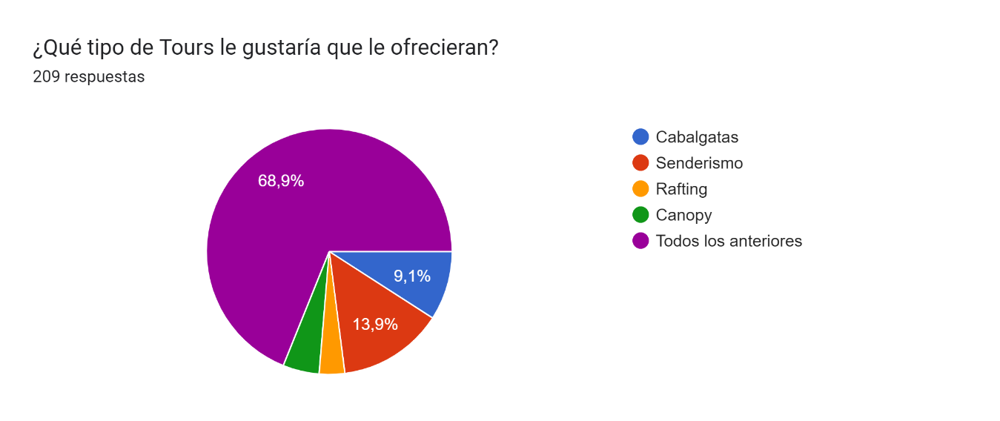 ¿Qué tipo de Tours le gustaría que le ofrecieran?
209 respuestas
68,9%
9,1%
13,9%
Cabalgatas
Senderismo
Rafting
Canopy
Todos los anteriores